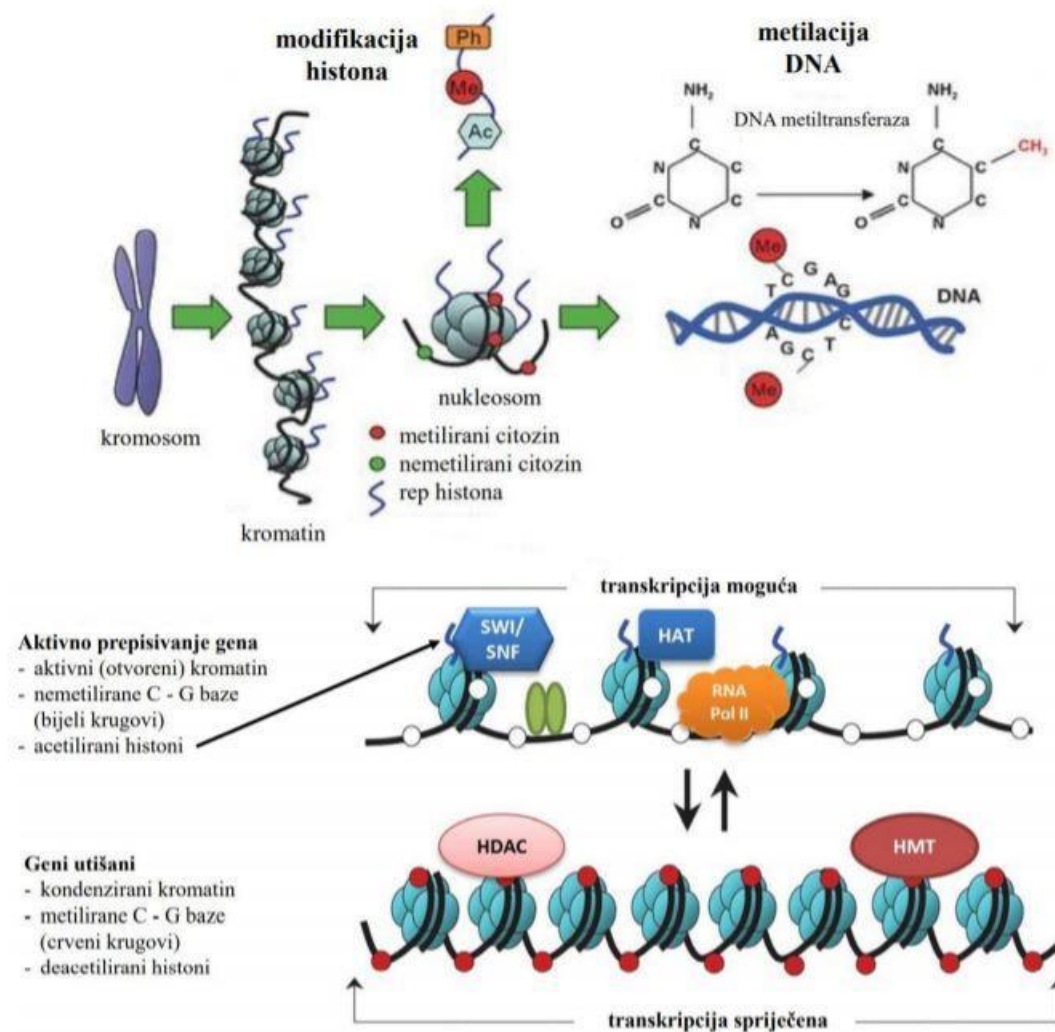 modifikacija
histona
Ph
Me
Ac
metilacija
DNA
NH2
DNA metiltransferaza
NH2
C
N
C
C
C
O
N
C
CH3
N
C
C
C
O
N
Me
T C G A G
DNA
A G C T C
Me
kromosom
kromatin
nukleosom
metilirani citozin
nemetilirani citozin
rep histona
transkripcija moguća
Aktivno prepisivanje gena
- aktivni (otvoreni) kromatin
- nemetilirane C - G baze
(bijeli krugovi)
- acetilirani histoni
SWI/
SNF
HAT
RNA
Pol II
Geni utišani
- kondenzirani kromatin
- metilirane C - G baze
(crveni krugovi)
- deacetilirani histoni
HDAC
HMT
transkripcija spriječena